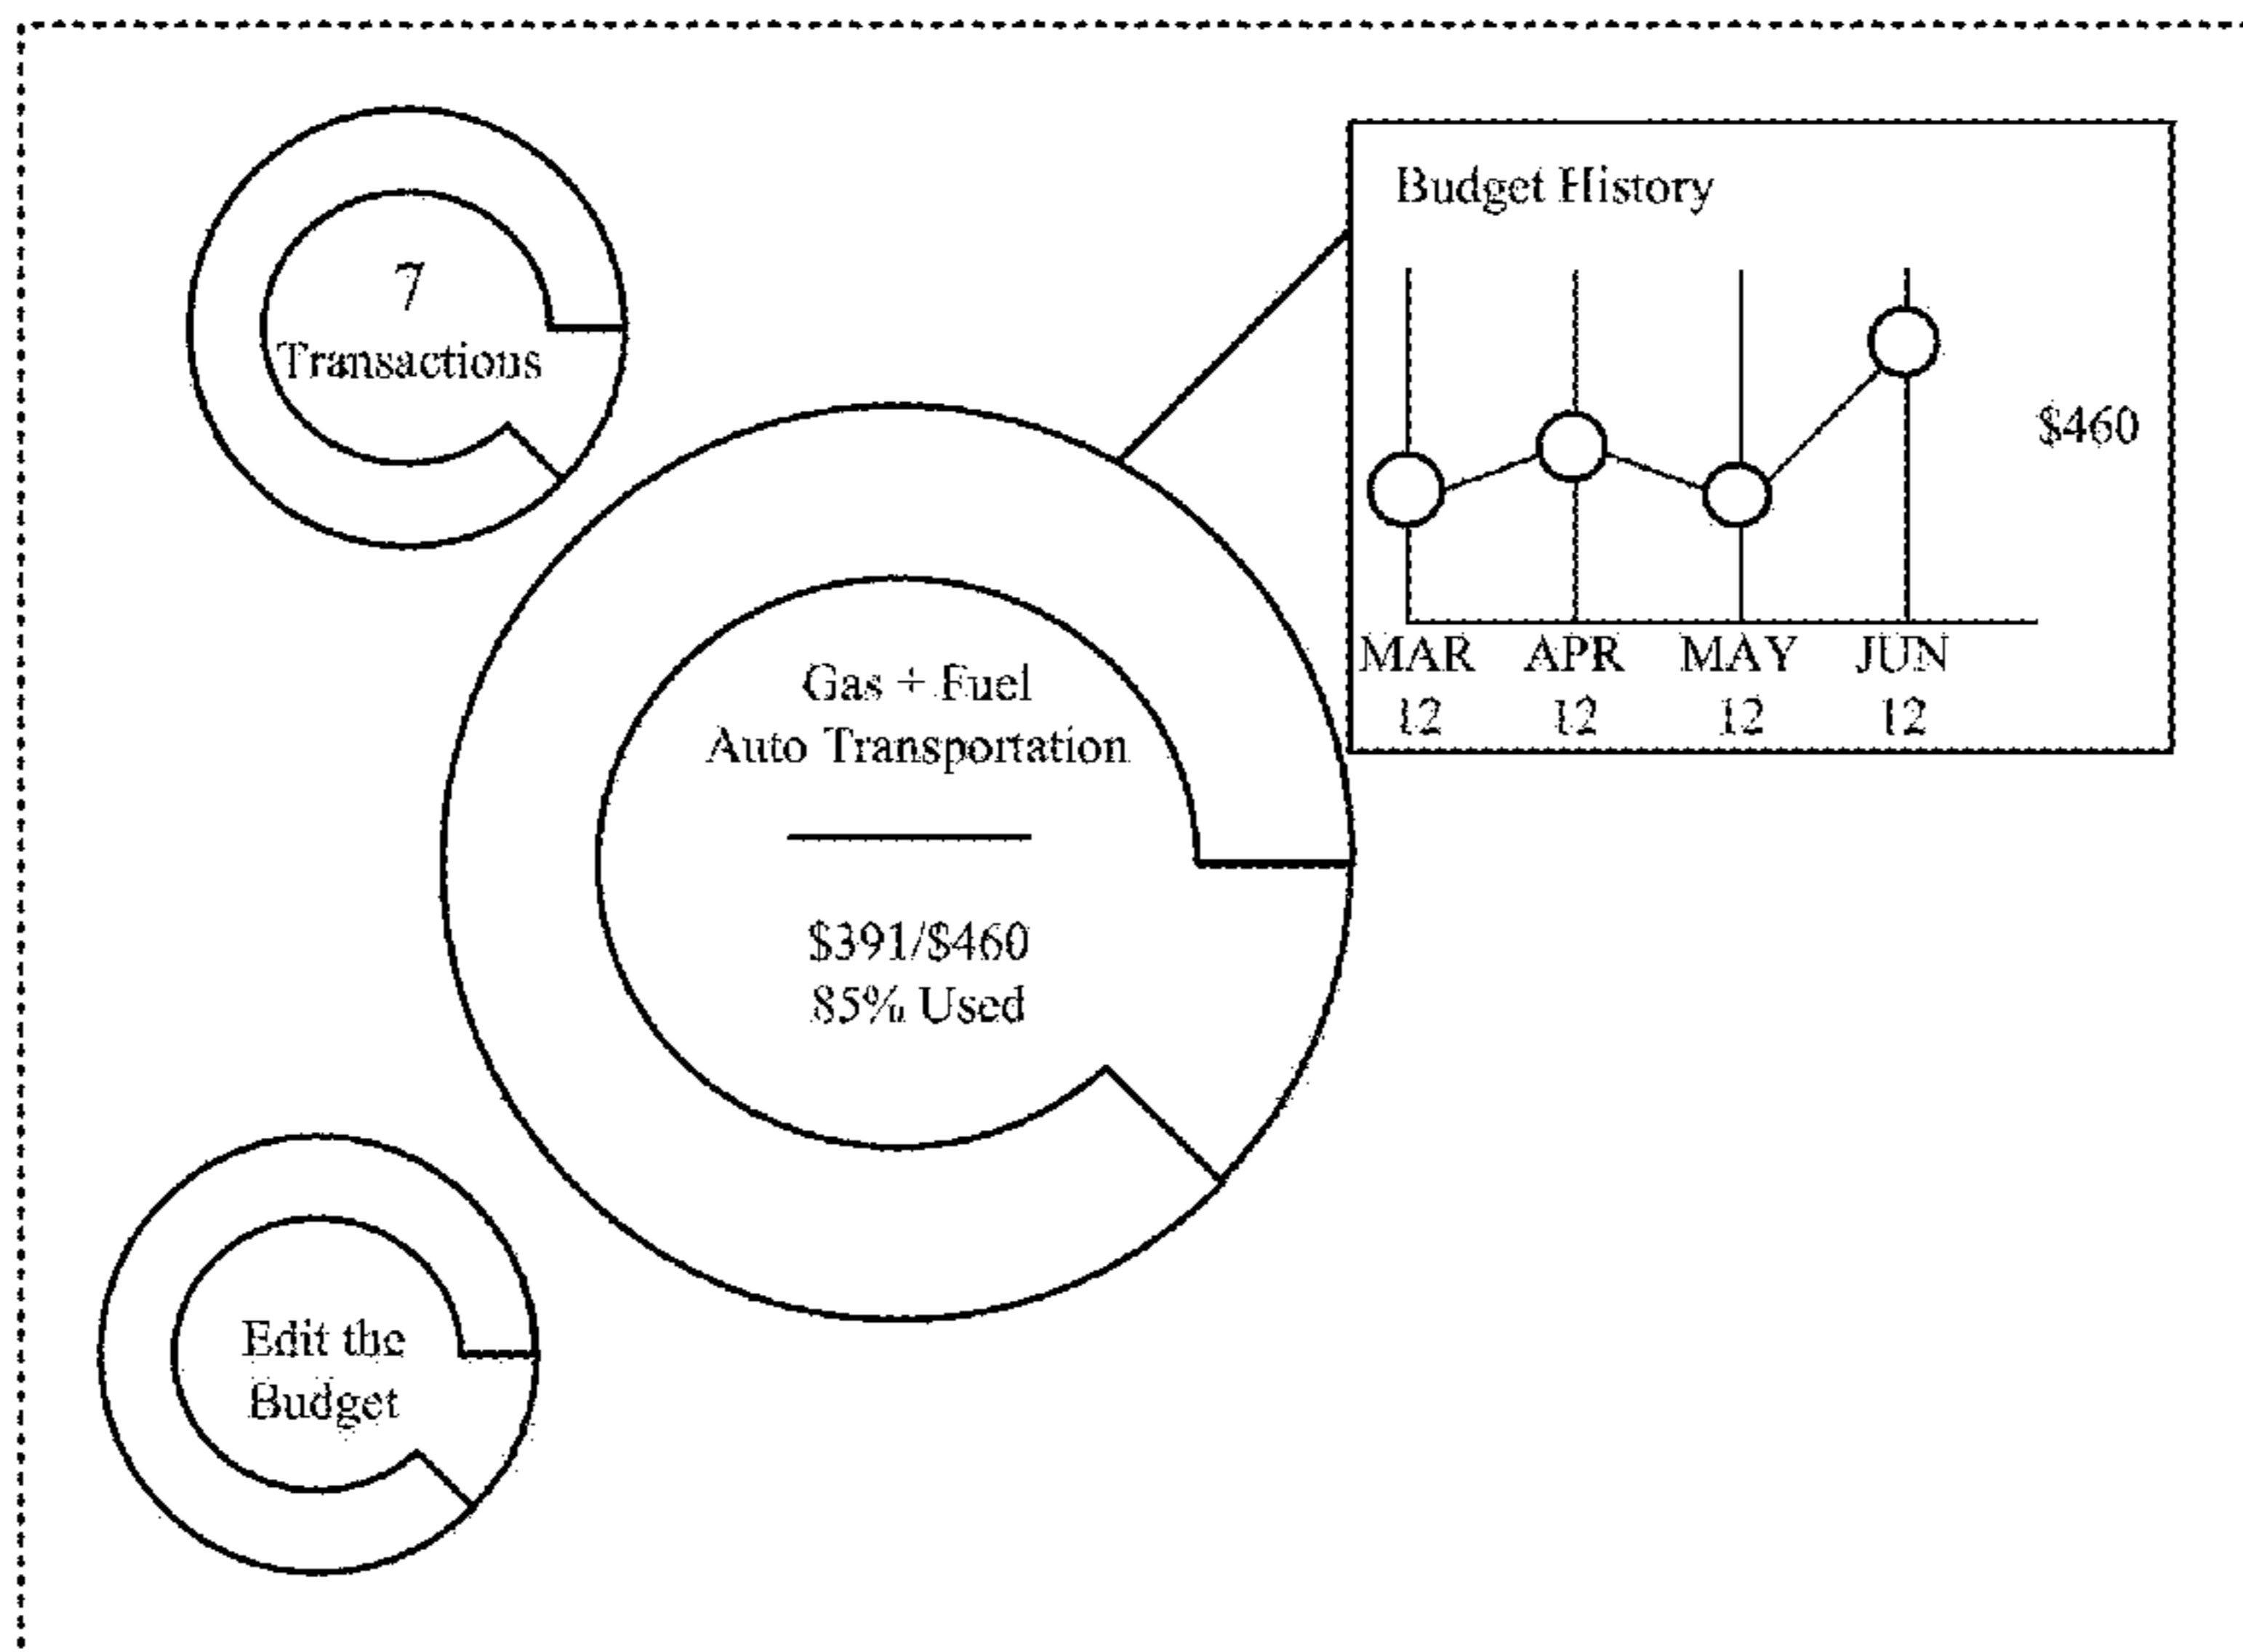 7
Transactions
Budget History
$460
MAR APR MAY JUN
12 12 12 12
Gas + Fuel
Auto Transportation
$391/$460
85% Used
Edit the
Budget